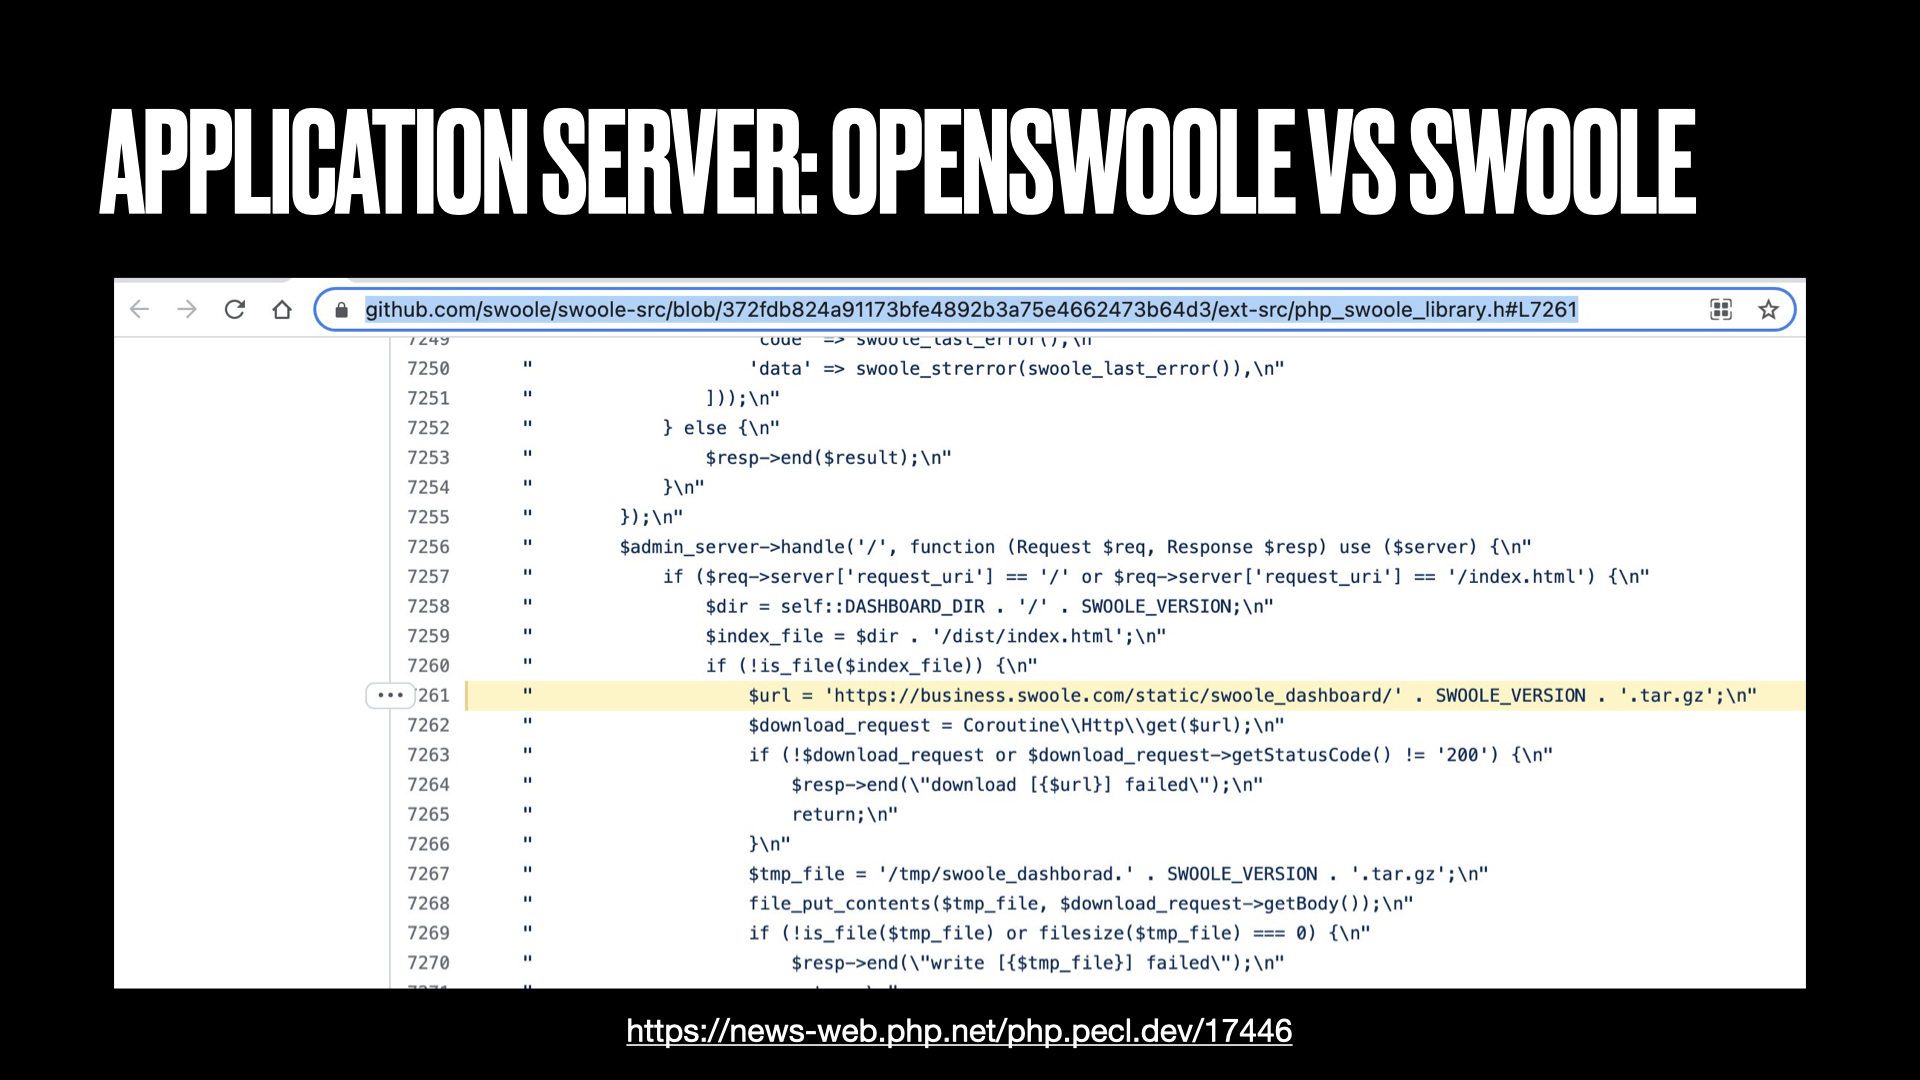 APPLICATION SERVER: OPENSWOOLE VS SWOOLE
github.com/swoole/swoole-src/blob/372fdb824a91173bfe4892b3a75e4662473b64d3/ext-src/php_swoole_library.h#L7261
7249 'code' => swoole_last_error(),\n"
7250 " 'data' => swoole_strerror(swoole_last_error()),\n"
7251 " ]));\n"
7252 " } else {\n"
7253 " $resp->end($result);\n"
7254 " }\n"
7255 " });\n"
7256 " $admin_server->handle('/', function (Request $req, Response $resp) use ($server) {\n"
7257 " if ($req->server['request_uri'] == '/' or $req->server['request_uri'] == '/index.html') {\n"
7258 " $dir = self::DASHBOARD_DIR . '/' . SWOOLE_VERSION;\n"
7259 " $index_file = $dir . '/dist/index.html';\n"
7260 " if (!is_file($index_file)) {\n"
... 261 " $url = 'https://business.swoole.com/static/swoole_dashboard/' . SWOOLE_VERSION . '.tar.gz';\n"
7262 " $download_request = Coroutine\\Http\\get($url);\n"
7263 " if (!$download_request or $download_request->getStatusCode() != '200') {\n"
7264 " $resp->end(\"download [{$url}] failed\");\n"
7265 " return;\n"
7266 " }\n"
7267 " $tmp_file = '/tmp/swoole_dashborad.' . SWOOLE_VERSION . '.tar.gz';\n"
7268 " file_put_contents($tmp_file, $download_request->getBody());\n"
7269 " if (!is_file($tmp_file) or filesize($tmp_file) === 0) {\n"
7270 " $resp->end(\"write [{$tmp_file}] failed\");\n"
https://news-web.php.net/php.pecl.dev/17446